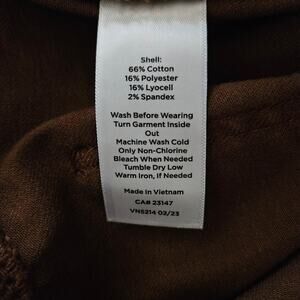 Shell:
66% Cotton
16% Polyester
16% Lyocell
2% Spandex
Wash Before Wearing
Turn Garment Inside
Out
Machine Wash Cold
Only Non-Chlorine
Bleach When Needed
Tumble Dry Low
Warm Iron, If Needed
Made In Vietnam
CA# 23147
VN5214 02/23